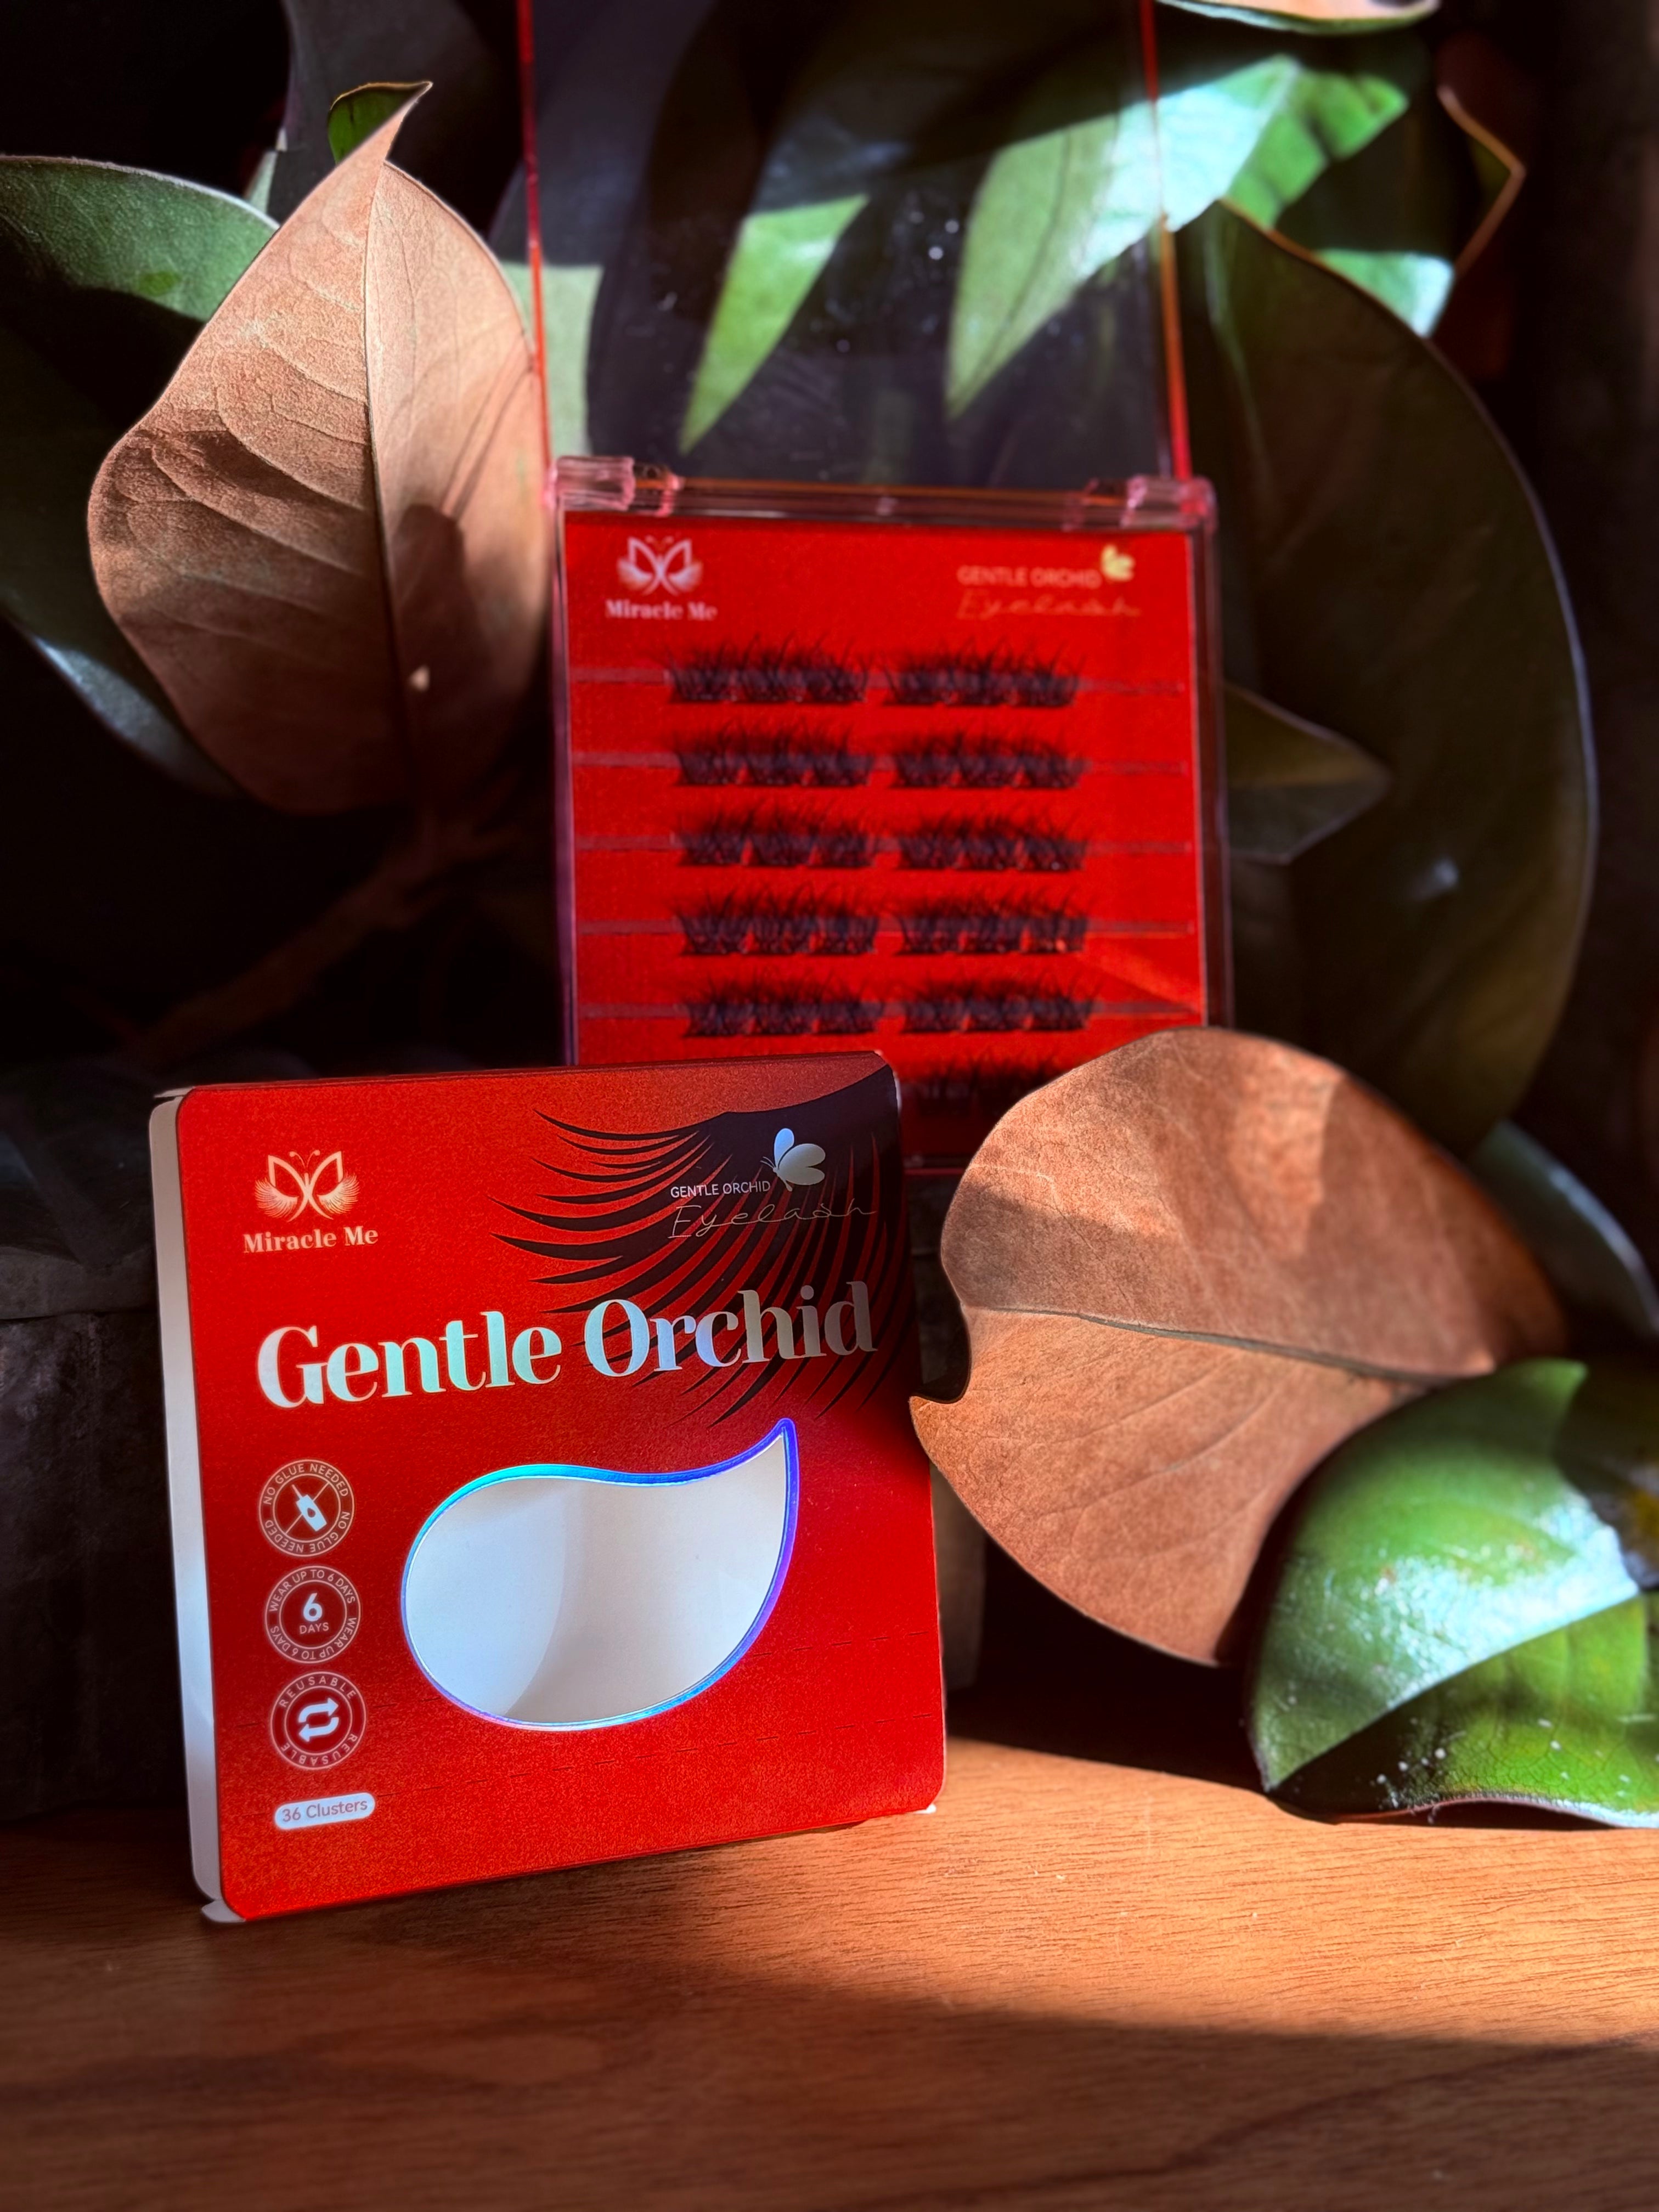 Miracle Me
GENTLE ORCHID
Eyelash
Miracle Me
GENTLE ORCHID
Eyelash
Gentle Orchid
NO GLUE NEEDED NO GLUE NEEDED
WEAR UP TO 6 DAYS WEAR UP TO 6 DAYS
6
DAYS
REUSABLE REUSABLE
36 Clusters